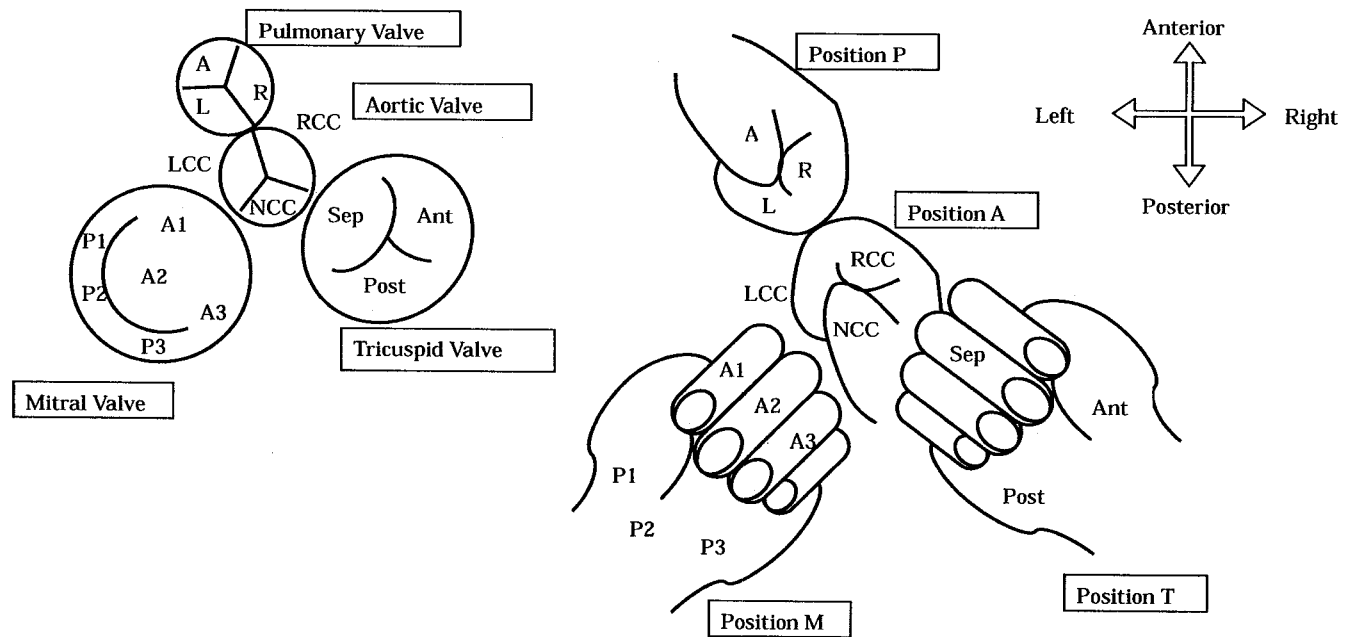 Pulmonary Valve
A
L
R
Aortic Valve
RCC
LCC
NCC
Sep
Ant
Post
Tricuspid Valve
P1
A1
P2
A2
A3
P3
Mitral Valve
Position P
A
R
L
Position A
RCC
LCC
NCC
Sep
Ant
Post
Position T
A1
A2
A3
P1
P2
P3
Position M
Anterior
Left
Right
Posterior